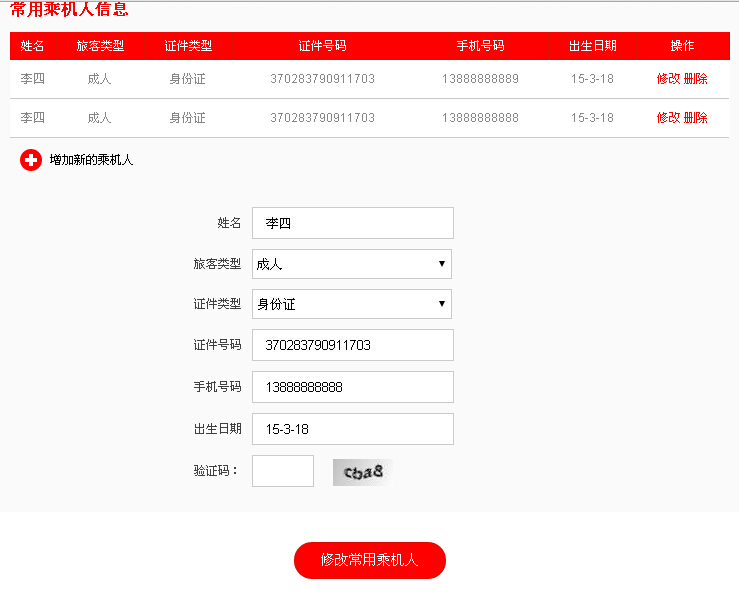 常用乘机人信息
姓名 旅客类型 证件类型 证件号码 手机号码 出生日期 操作
李四 成人 身份证 370283790911703 13888888889 15-3-18 修改 删除
李四 成人 身份证 370283790911703 13888888888 15-3-18 修改 删除
增加新的乘机人
姓名 李四
旅客类型 成人
证件类型 身份证
证件号码 370283790911703
手机号码 13888888888
出生日期 15-3-18
验证码： cba8
修改常用乘机人